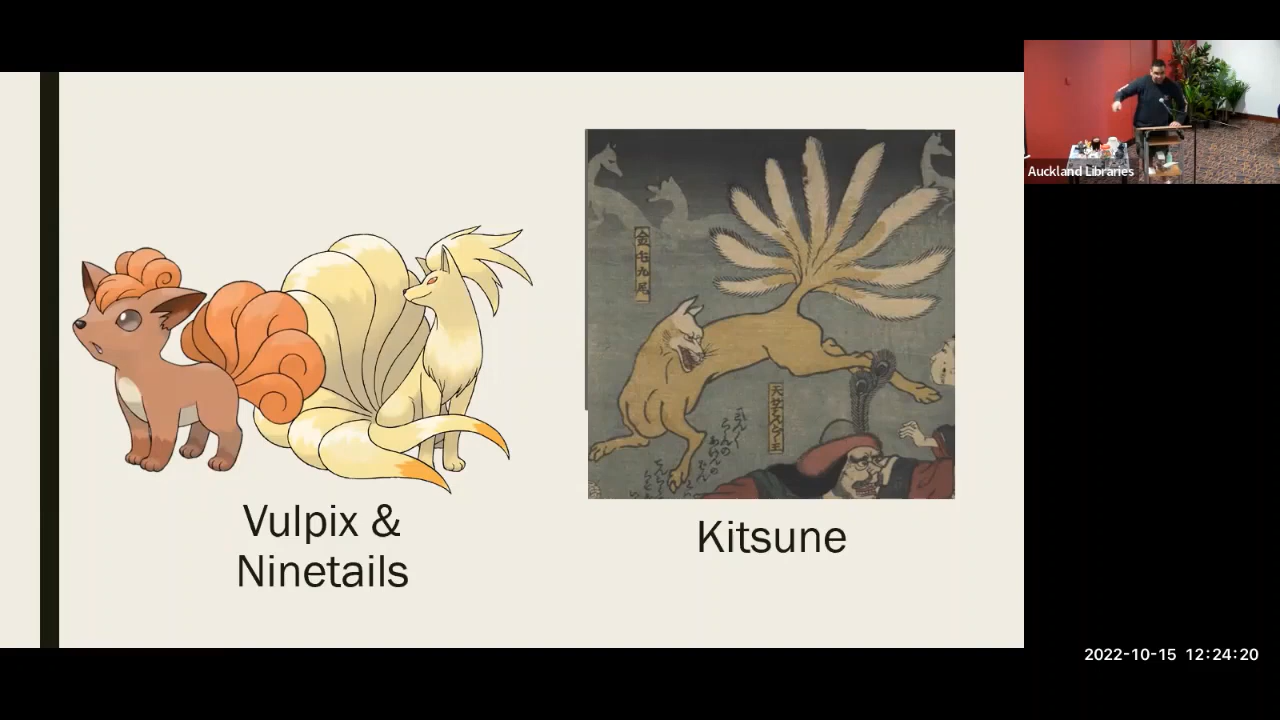 Auckland Libraries
Vulpix &
Ninetails
Kitsune
2022-10-15 12:24:20